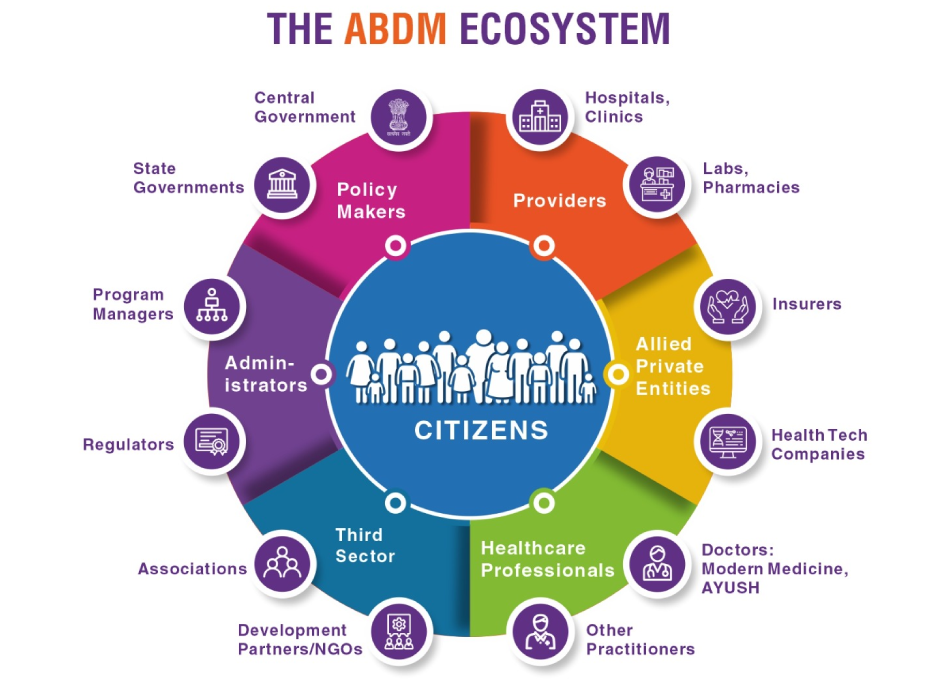 THE ABDM ECOSYSTEM
Central
Government
Hospitals,
Clinics
State
Governments
Labs,
Pharmacies
Policy
Makers
Providers
Program
Managers
Insurers
Admin-
istrators
Allied
Private
Entities
CITIZENS
Regulators
Health Tech
Companies
Third
Sector
Healthcare
Professionals
Associations
Doctors:
Modern Medicine,
AYUSH
Development
Partners/NGOs
Other
Practitioners